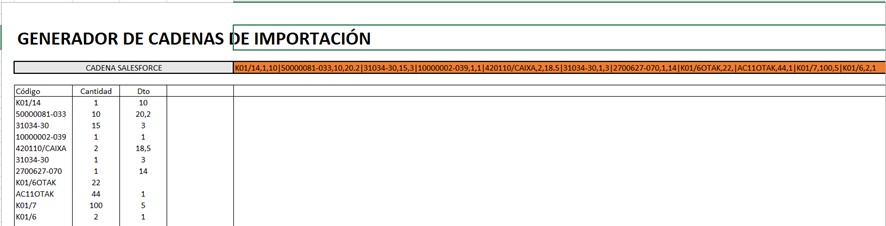 GENERADOR DE CADENAS DE IMPORTACIÓN
CADENA SALESFORCE K01/14,1,10|50000081-033,10,20.2|31034-30,15,3|10000002-039,1,1|420110/CAIXA,2,18.5|31034-30,1,3|2700627-070,1,14|K01/6OTAK,22,|AC11OTAK,44,1|K01/7,100,5|K01/6,2,1
Código Cantidad Dto
K01/14 1 10
50000081-033 10 20,2
31034-30 15 3
10000002-039 1 1
420110/CAIXA 2 18,5
31034-30 1 3
2700627-070 1 14
K01/6OTAK 22
AC11OTAK 44 1
K01/7 100 5
K01/6 2 1